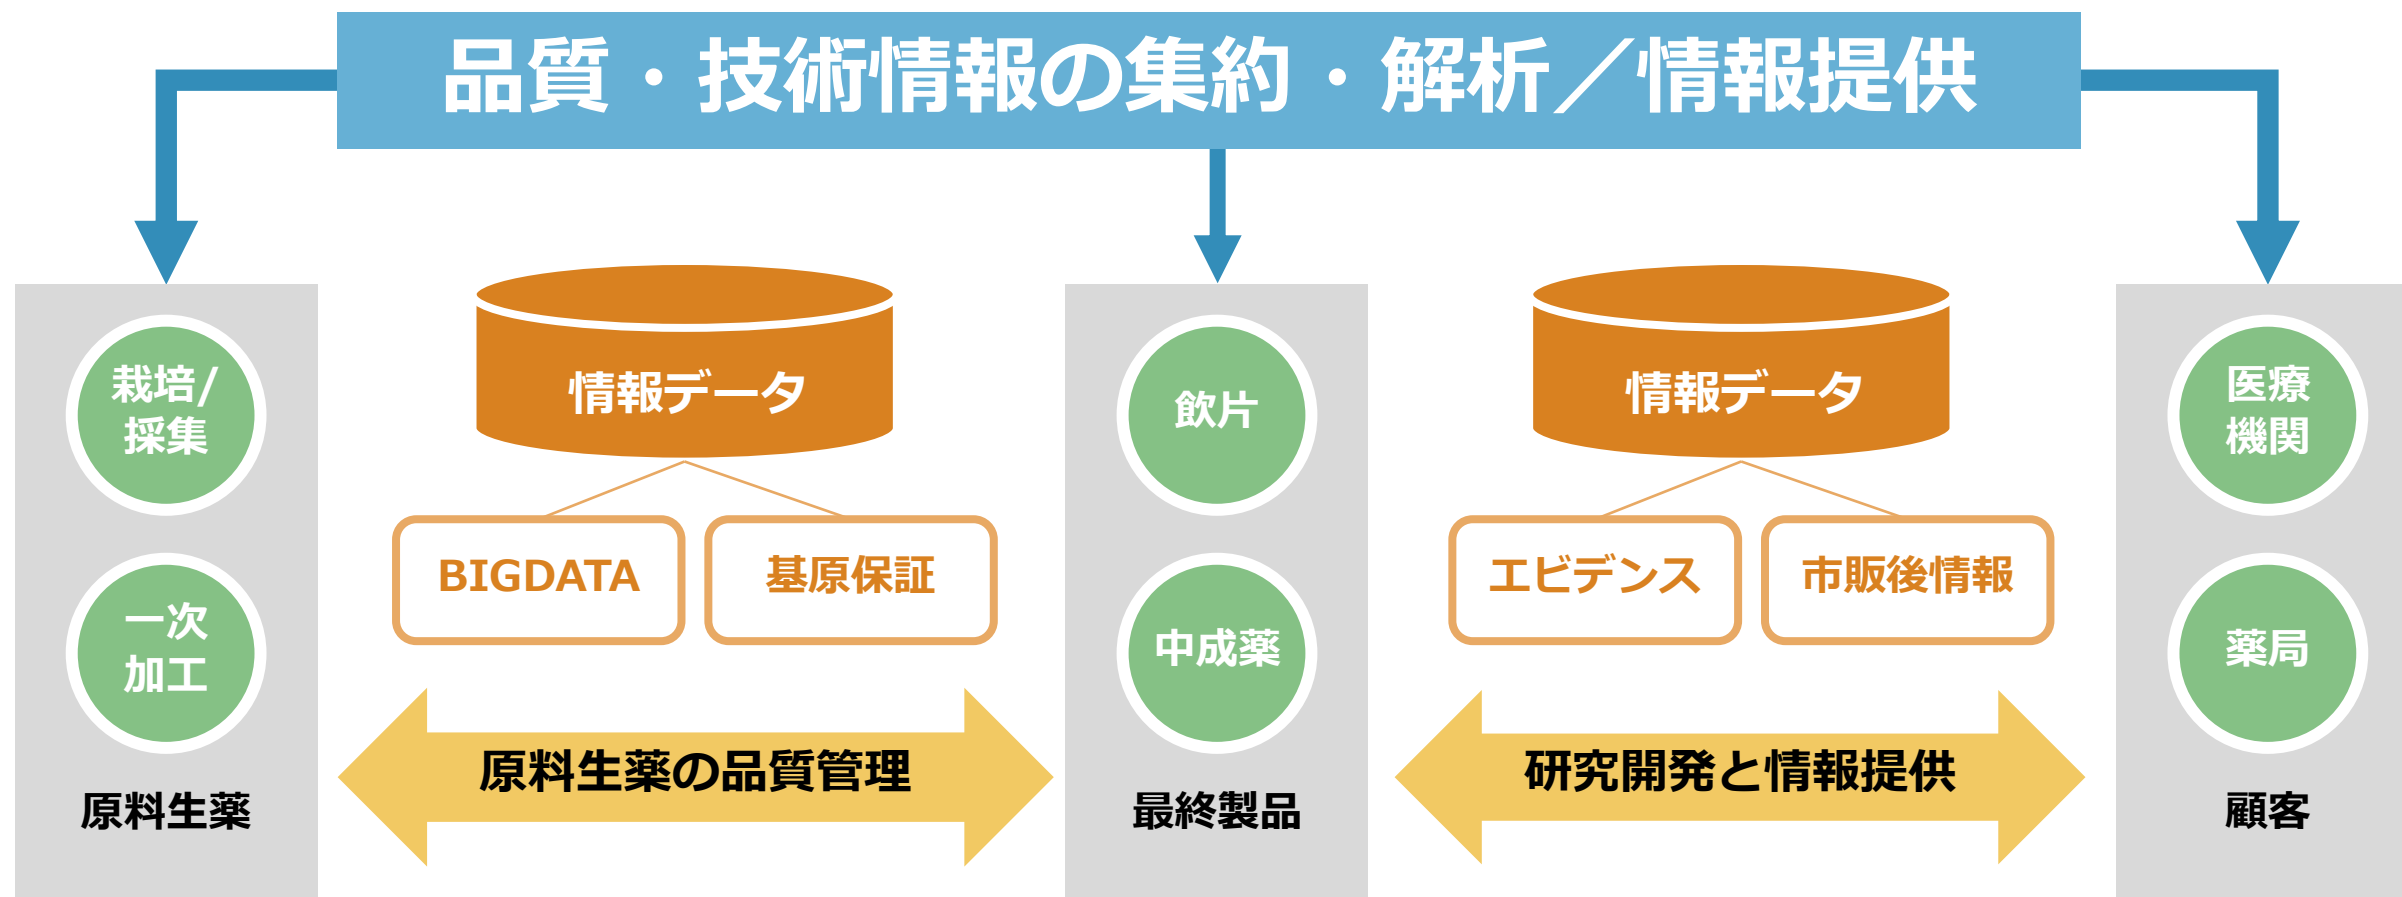 品質・技術情報の集約・解析／情報提供
栽培/
採集
一次
加工
原料生薬
情報データ
BIGDATA
基原保証
原料生薬の品質管理
飲片
中成薬
最終製品
情報データ
エビデンス
市販後情報
研究開発と情報提供
医療
機関
薬局
顧客